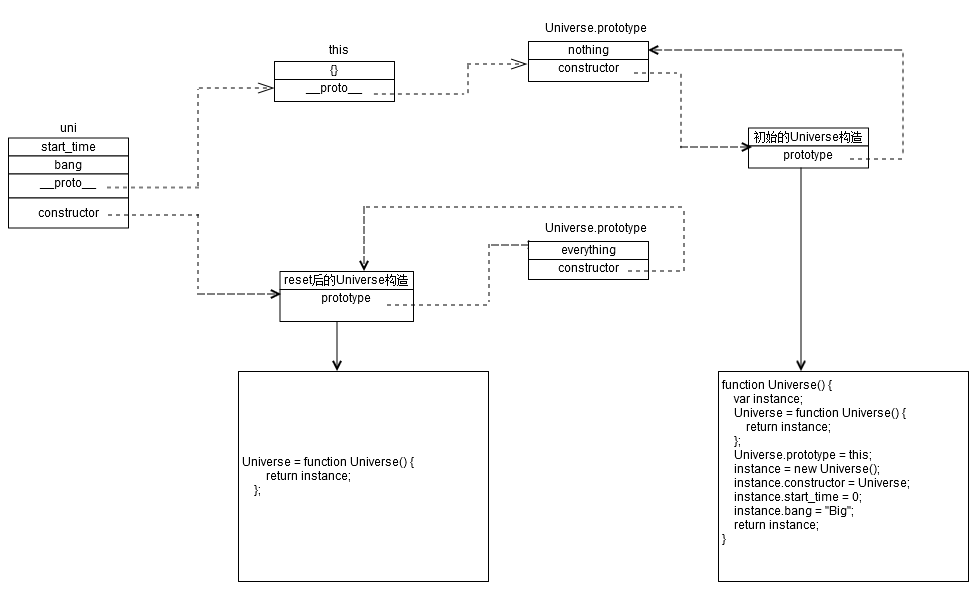 Universe.prototype
nothing
constructor
this
{}
__proto__
uni
start_time
bang
__proto__
constructor
初始的Universe构造
prototype
Universe.prototype
everything
constructor
reset后的Universe构造
prototype
Universe = function Universe() {
return instance;
};
function Universe() {
var instance;
Universe = function Universe() {
return instance;
};
Universe.prototype = this;
instance = new Universe();
instance.constructor = Universe;
instance.start_time = 0;
instance.bang = "Big";
return instance;
}